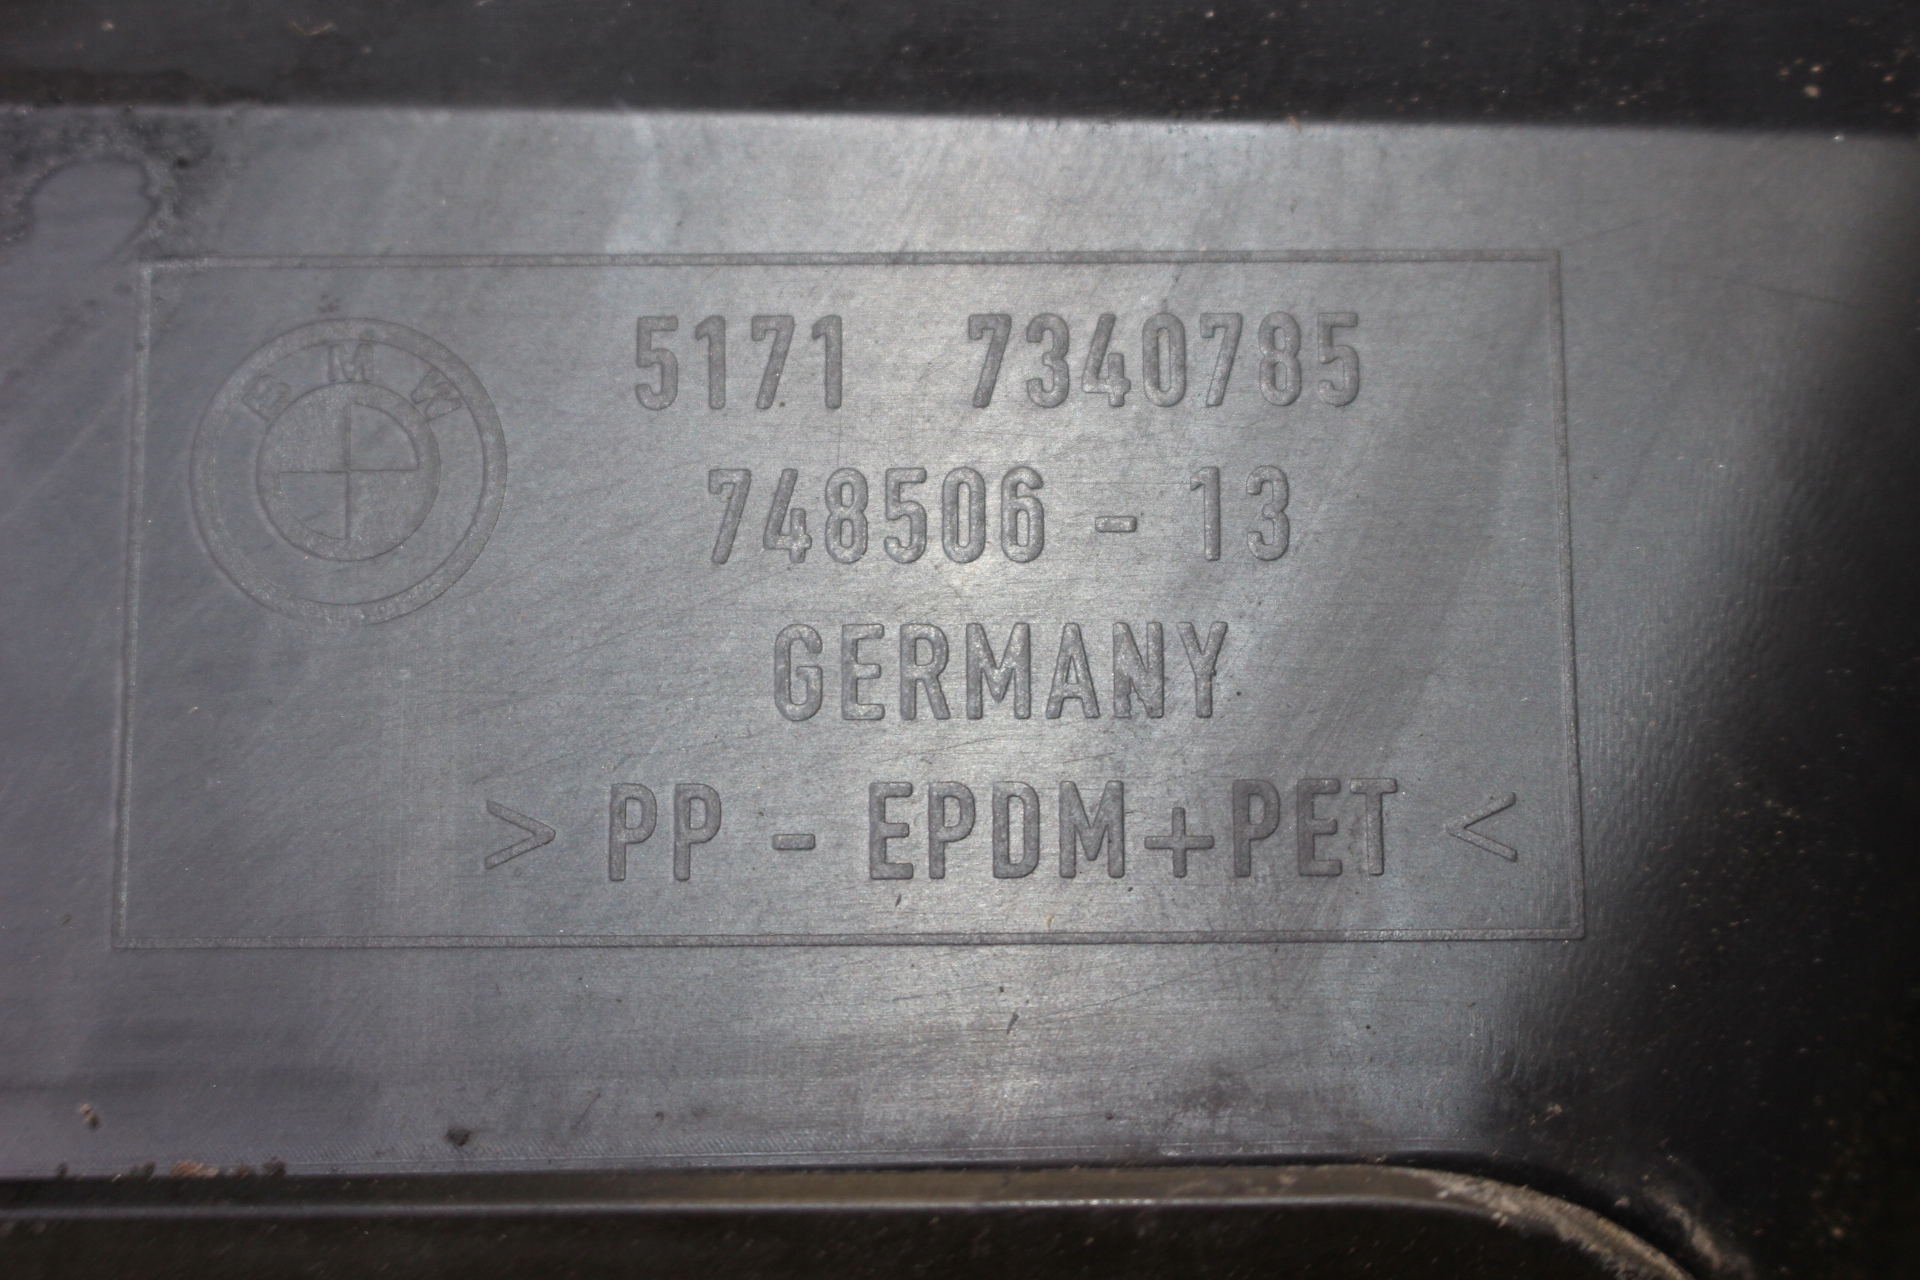 BMW
5171 7340785
748506 - 13
GERMANY
> PP - EPDM+PET <